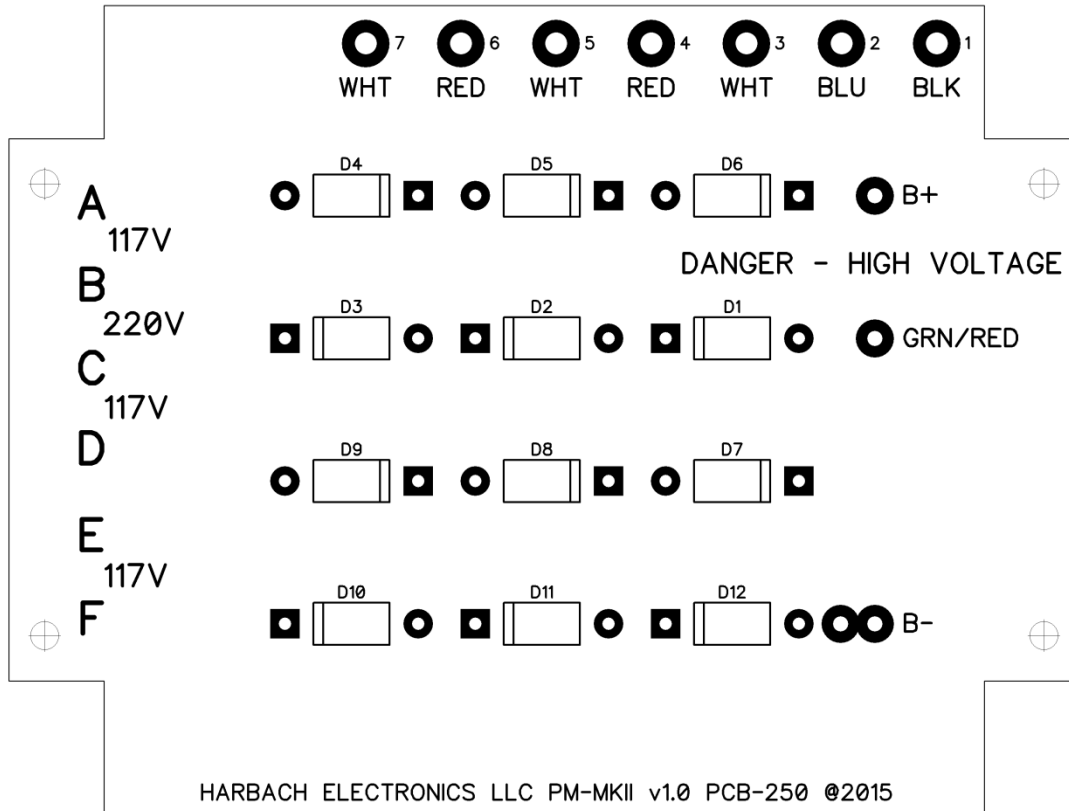 7 6 5 4 3 2 1
WHT RED WHT RED WHT BLU BLK
D4 D5 D6
A B+
117V
DANGER - HIGH VOLTAGE
B
D3 D2 D1
220V
GRN/RED
C
117V
D
D9 D8 D7
E
117V
D10 D11 D12
F B-
HARBACH ELECTRONICS LLC PM-MKII v1.0 PCB-250 @2015